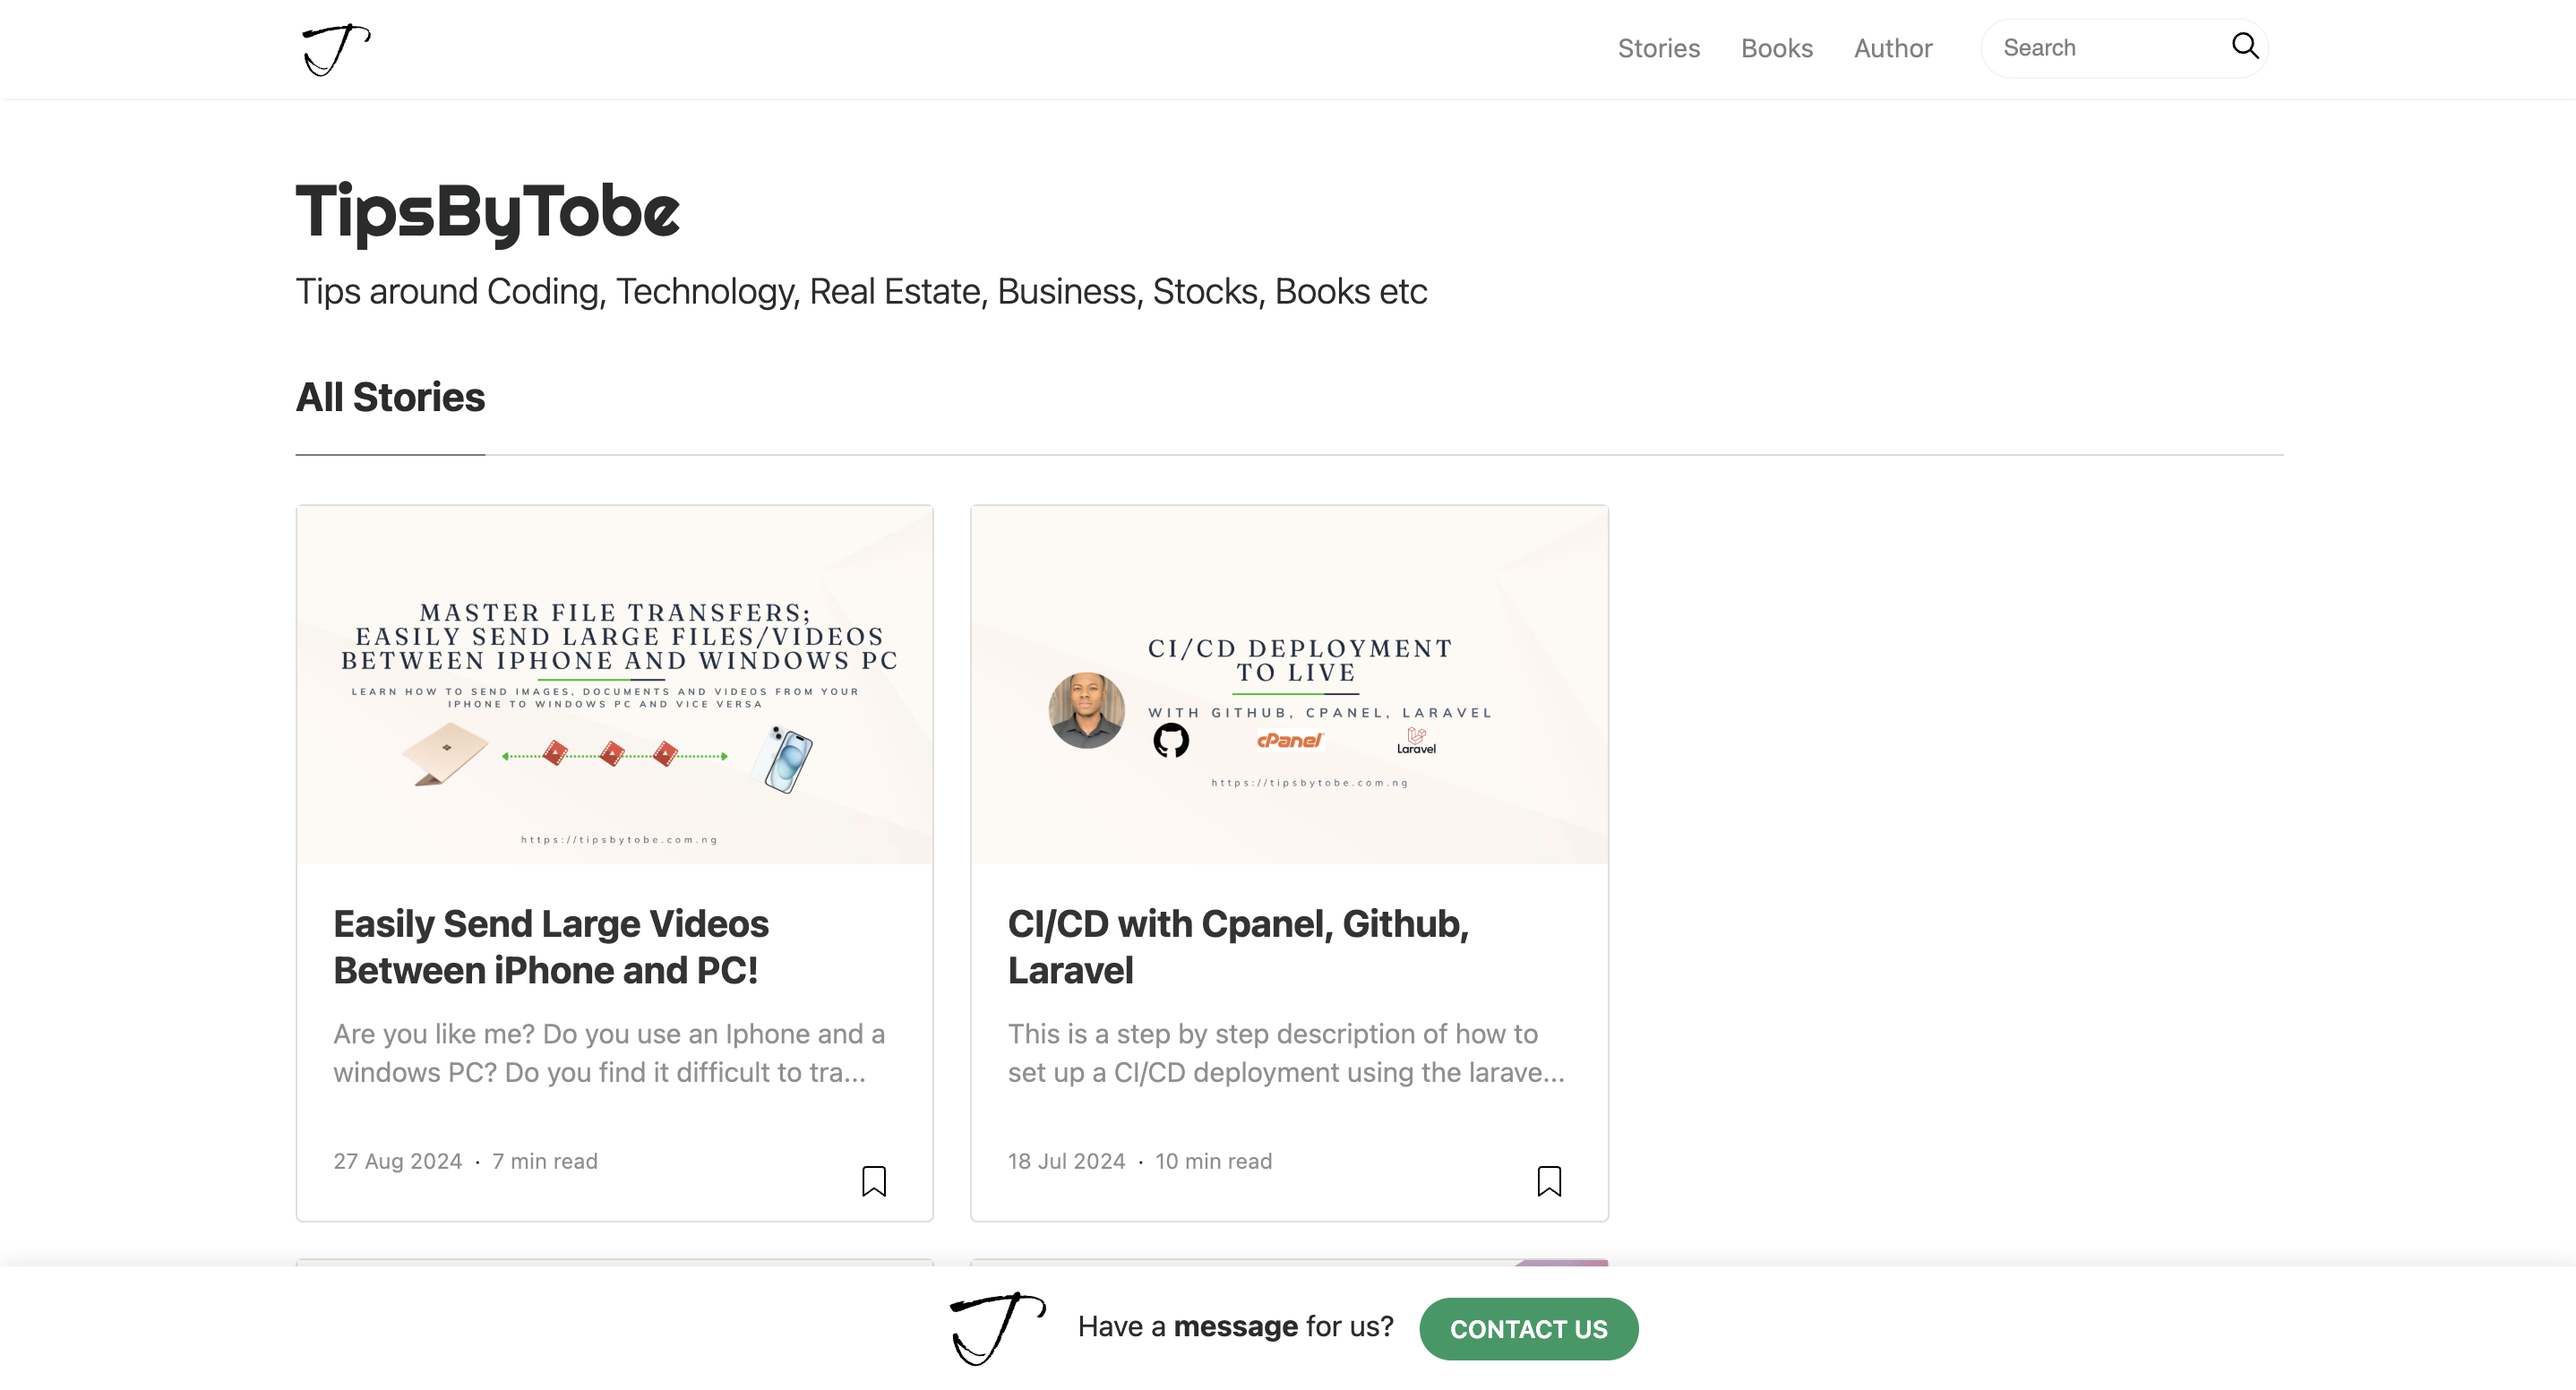 Stories Books Author Search
TipsByTobe
Tips around Coding, Technology, Real Estate, Business, Stocks, Books etc
All Stories
MASTER FILE TRANSFERS;
EASILY SEND LARGE FILES/VIDEOS
BETWEEN IPHONE AND WINDOWS PC
LEARN HOW TO SEND IMAGES, DOCUMENTS AND VIDEOS FROM YOUR
IPHONE TO WINDOWS PC AND VICE VERSA
https://tipsbytobe.com.ng
Easily Send Large Videos
Between iPhone and PC!
Are you like me? Do you use an Iphone and a
windows PC? Do you find it difficult to tra...
27 Aug 2024 · 7 min read
CI/CD DEPLOYMENT
TO LIVE
WITH GITHUB, CPANEL, LARAVEL
cPanel Laravel
https://tipsbytobe.com.ng
CI/CD with Cpanel, Github,
Laravel
This is a step by step description of how to
set up a CI/CD deployment using the larave...
18 Jul 2024 · 10 min read
Have a message for us? CONTACT US